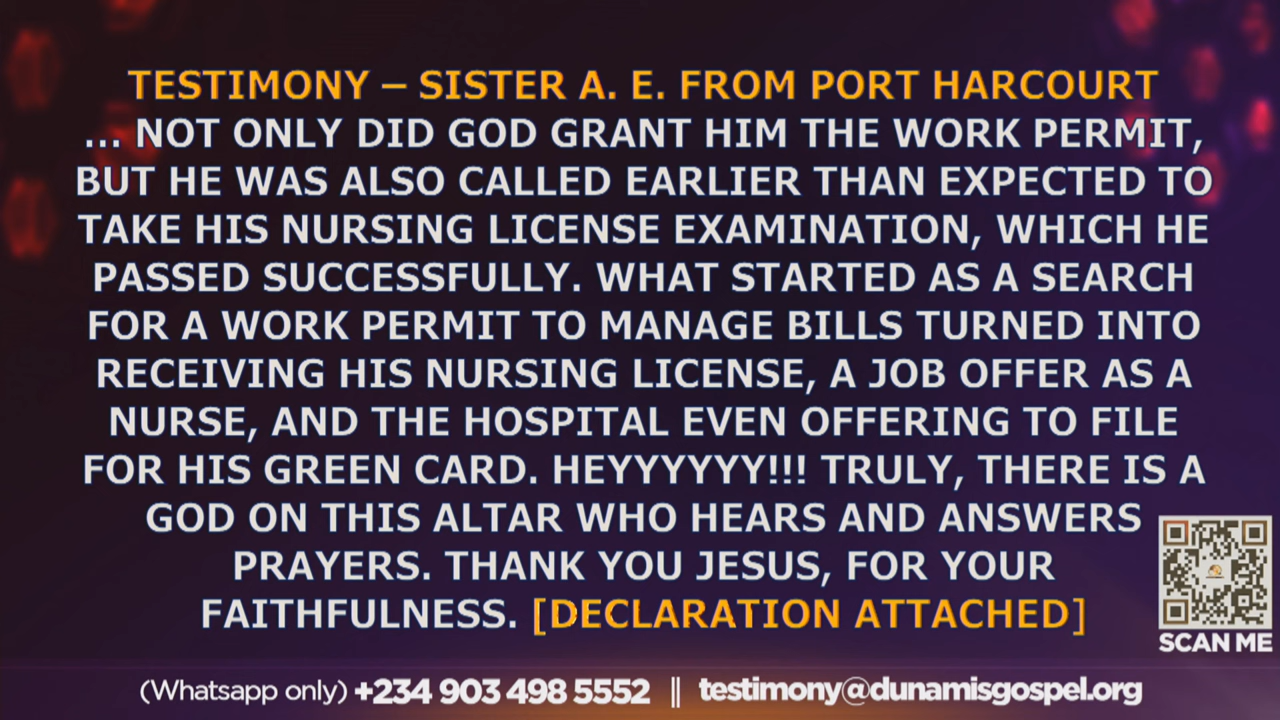 TESTIMONY – SISTER A. E. FROM PORT HARCOURT
... NOT ONLY DID GOD GRANT HIM THE WORK PERMIT,
BUT HE WAS ALSO CALLED EARLIER THAN EXPECTED TO
TAKE HIS NURSING LICENSE EXAMINATION, WHICH HE
PASSED SUCCESSFULLY. WHAT STARTED AS A SEARCH
FOR A WORK PERMIT TO MANAGE BILLS TURNED INTO
RECEIVING HIS NURSING LICENSE, A JOB OFFER AS A
NURSE, AND THE HOSPITAL EVEN OFFERING TO FILE
FOR HIS GREEN CARD. HEYYYYYY!!! TRULY, THERE IS A
GOD ON THIS ALTAR WHO HEARS AND ANSWERS
PRAYERS. THANK YOU JESUS, FOR YOUR
FAITHFULNESS. [DECLARATION ATTACHED]
SCAN ME
(Whatsapp only) +234 903 498 5552 || testimony@dunamisgospel.org